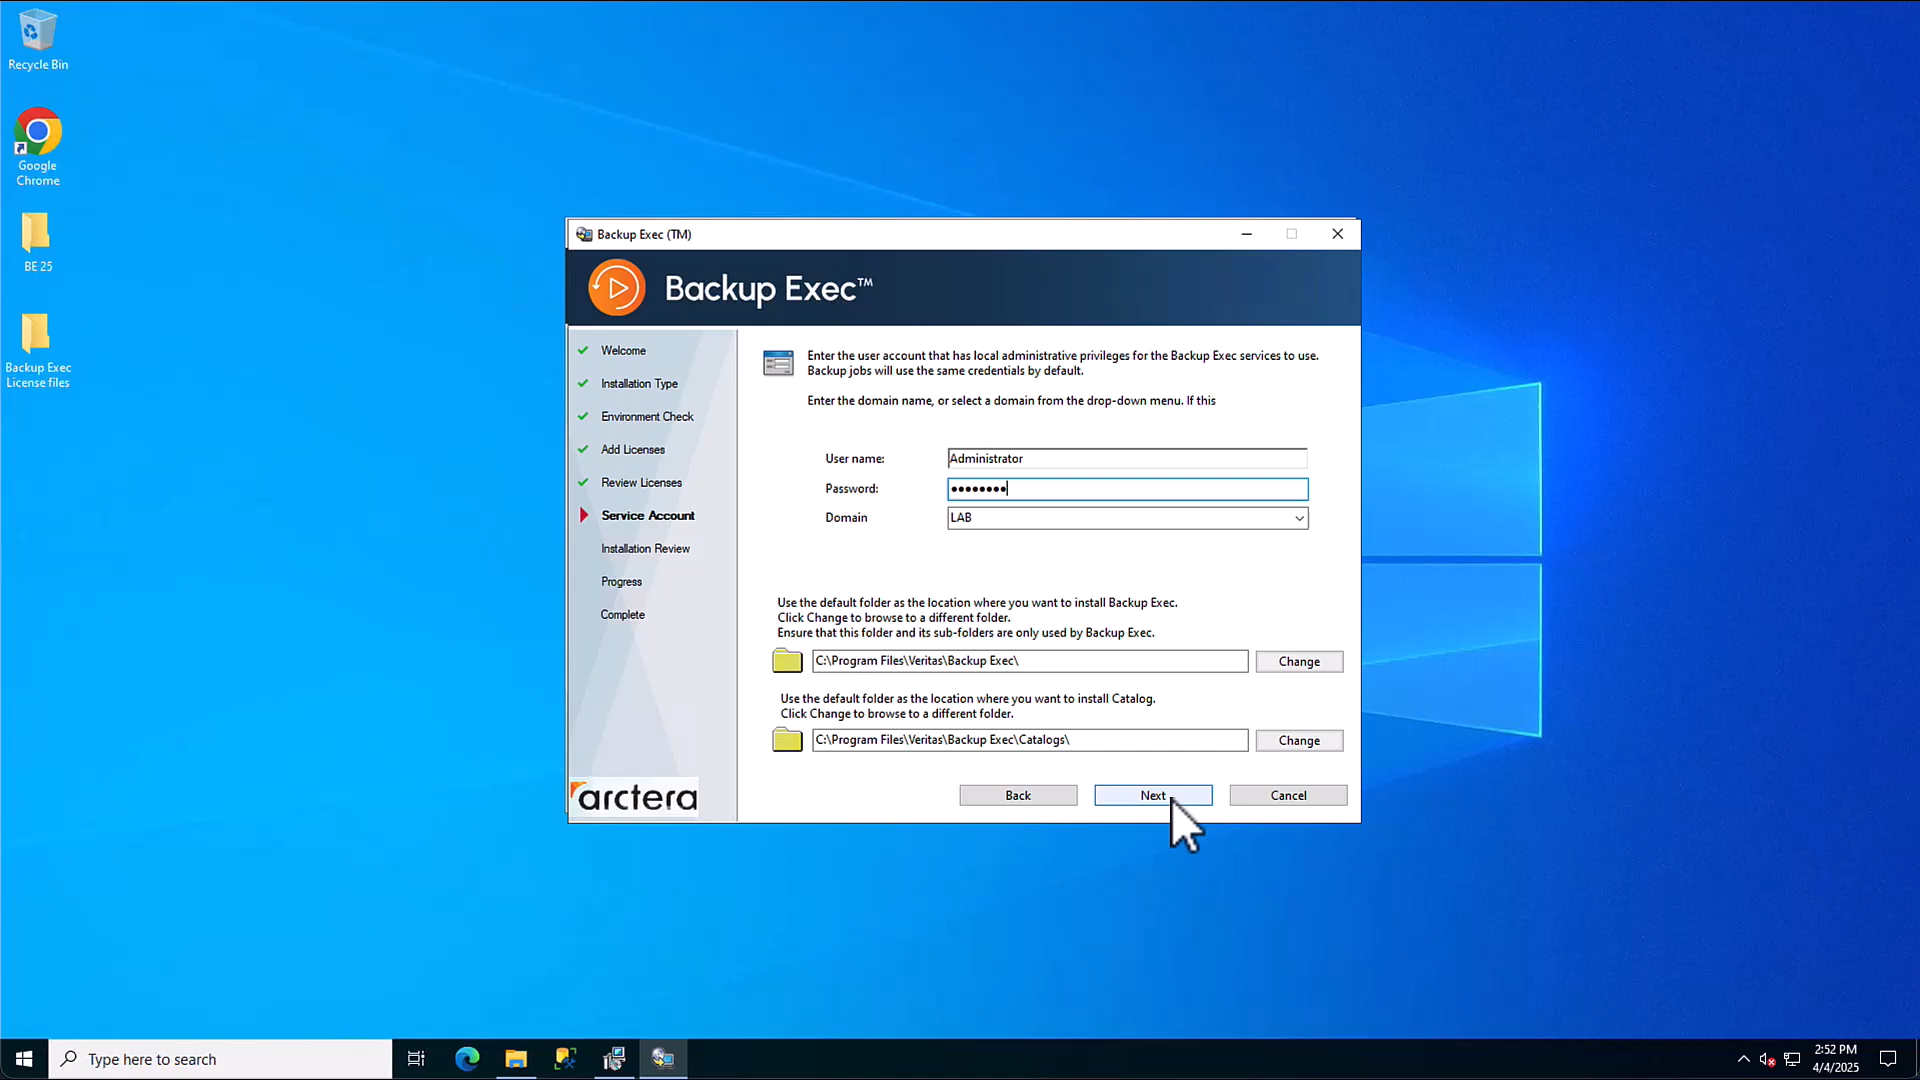 Recycle Bin
Google
Chrome
BE 25
Backup Exec
License files
Backup Exec (TM)
Backup Exec™
Welcome
Installation Type
Environment Check
Add Licenses
Review Licenses
Service Account
Installation Review
Progress
Complete
arctera
Enter the user account that has local administrative privileges for the Backup Exec services to use.
Backup jobs will use the same credentials by default.
Enter the domain name, or select a domain from the drop-down menu. If this
User name: Administrator
Password: ••••••••
Domain LAB
Use the default folder as the location where you want to install Backup Exec.
Click Change to browse to a different folder.
Ensure that this folder and its sub-folders are only used by Backup Exec.
C:\Program Files\Veritas\Backup Exec\ Change
Use the default folder as the location where you want to install Catalog.
Click Change to browse to a different folder.
C:\Program Files\Veritas\Backup Exec\Catalogs\ Change
Back Next Cancel
Type here to search
2:52 PM
4/4/2025